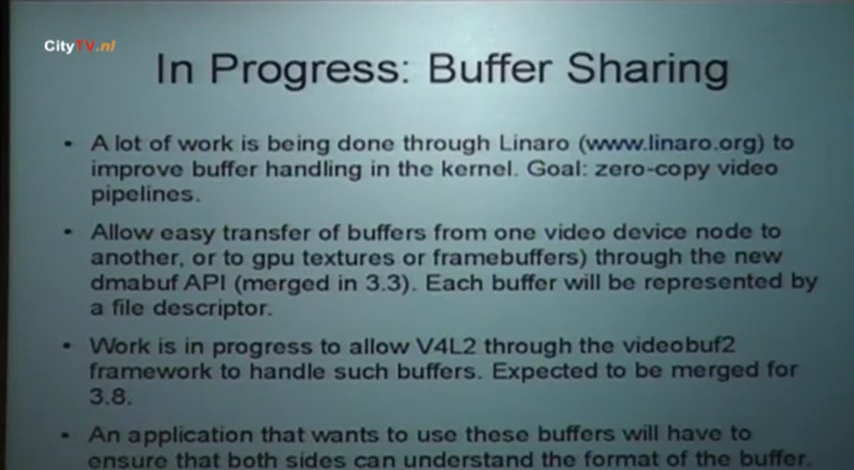 CityTV.nl
In Progress: Buffer Sharing
• A lot of work is being done through Linaro (www.linaro.org) to
improve buffer handling in the kernel. Goal: zero-copy video
pipelines.
• Allow easy transfer of buffers from one video device node to
another, or to gpu textures or framebuffers) through the new
dmabuf API (merged in 3.3). Each buffer will be represented by
a file descriptor.
• Work is in progress to allow V4L2 through the videobuf2
framework to handle such buffers. Expected to be merged for
3.8.
• An application that wants to use these buffers will have to
ensure that both sides can understand the format of the buffer.